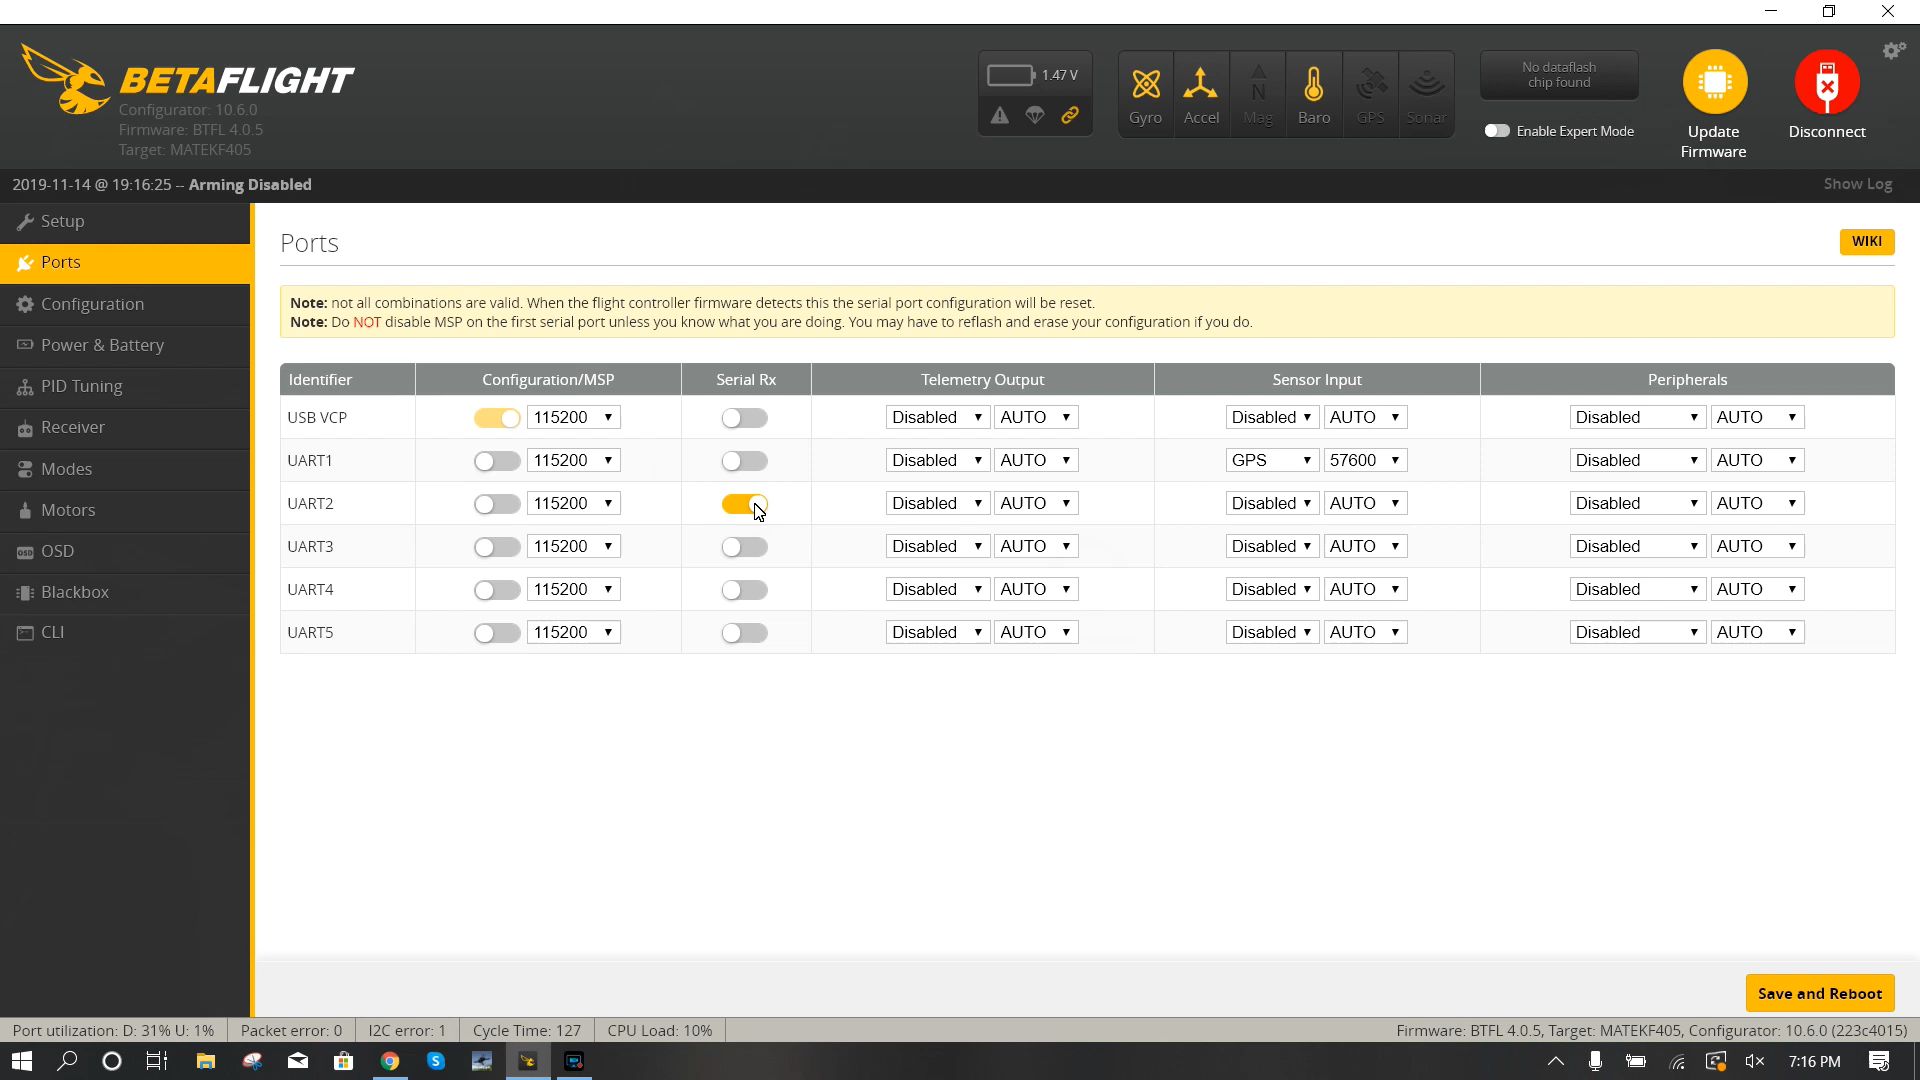 BETAFLIGHT
Configurator: 10.6.0
Firmware: BTFL 4.0.5
Target: MATEKF405
1.47 V
Gyro Accel Mag Baro GPS Sonar
No dataflash
chip found
Enable Expert Mode
Update
Firmware
Disconnect
2019-11-14 @ 19:16:25 -- Arming Disabled
Show Log
Setup
Ports
Configuration
Power & Battery
PID Tuning
Receiver
Modes
Motors
OSD OSD
Blackbox
CLI
Ports
WIKI
Note: not all combinations are valid. When the flight controller firmware detects this the serial port configuration will be reset.
Note: Do NOT disable MSP on the first serial port unless you know what you are doing. You may have to reflash and erase your configuration if you do.
Identifier Configuration/MSP Serial Rx Telemetry Output Sensor Input Peripherals
USB VCP 115200 Disabled AUTO Disabled AUTO Disabled AUTO
UART1 115200 Disabled AUTO GPS 57600 Disabled AUTO
UART2 115200 Disabled AUTO Disabled AUTO Disabled AUTO
UART3 115200 Disabled AUTO Disabled AUTO Disabled AUTO
UART4 115200 Disabled AUTO Disabled AUTO Disabled AUTO
UART5 115200 Disabled AUTO Disabled AUTO Disabled AUTO
Save and Reboot
Port utilization: D: 31% U: 1% Packet error: 0 I2C error: 1 Cycle Time: 127 CPU Load: 10% Firmware: BTFL 4.0.5, Target: MATEKF405, Configurator: 10.6.0 (223c4015)
7:16 PM